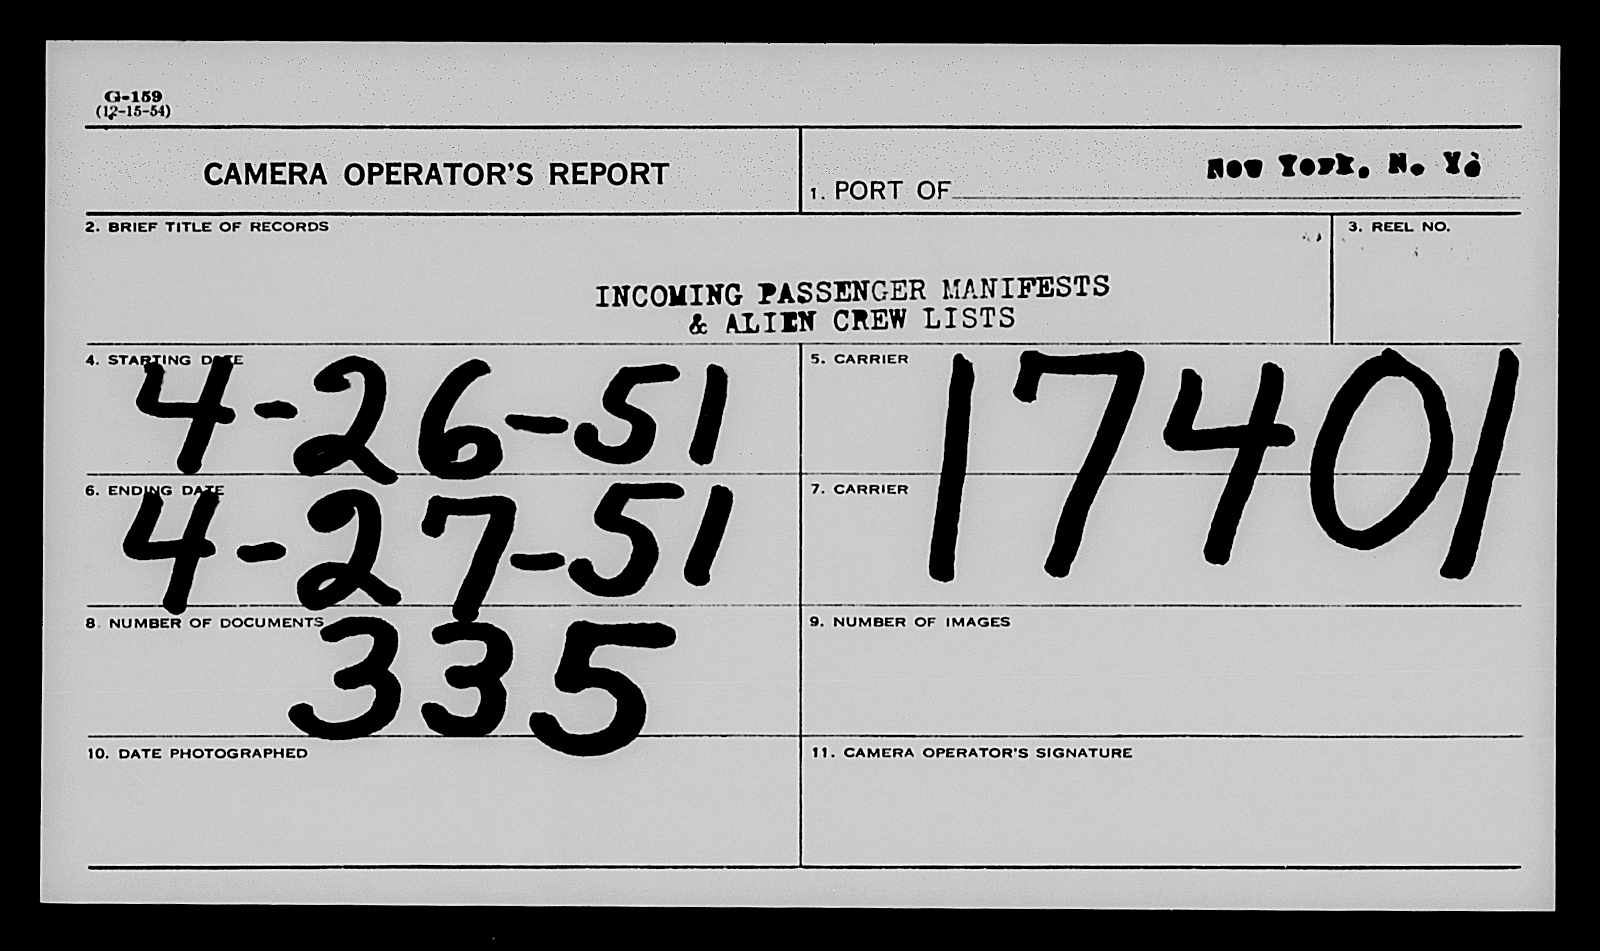 G-159
(12-15-54)
CAMERA OPERATOR'S REPORT
1. PORT OF New York, N. Y.
2. BRIEF TITLE OF RECORDS
3. REEL NO.
INCOMING PASSENGER MANIFESTS
& ALIEN CREW LISTS
4. STARTING DATE
4-26-51
5. CARRIER
17401
6. ENDING DATE
4-27-51
7. CARRIER
8. NUMBER OF DOCUMENTS
335
9. NUMBER OF IMAGES
10. DATE PHOTOGRAPHED
11. CAMERA OPERATOR'S SIGNATURE